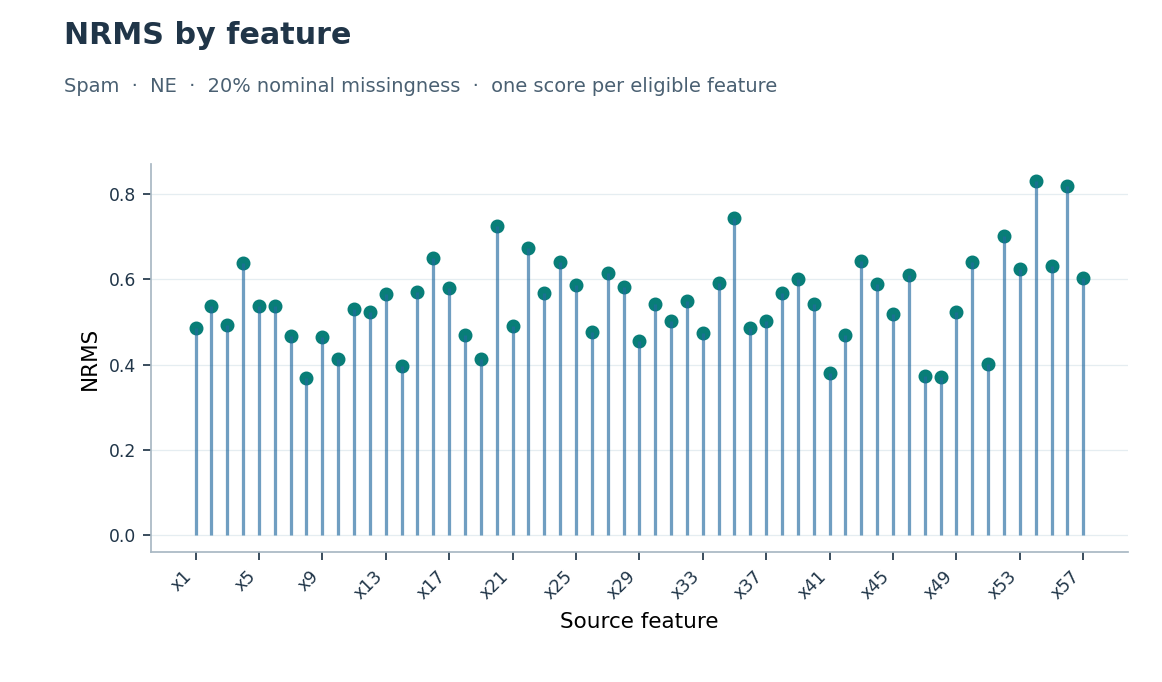 NRMS by feature
Spam · NE · 20% nominal missingness · one score per eligible feature
0.8
0.6
0.4
0.2
0.0
NRMS
x1 x5 x9 x13 x17 x21 x25 x29 x33 x37 x41 x45 x49 x53 x57
Source feature